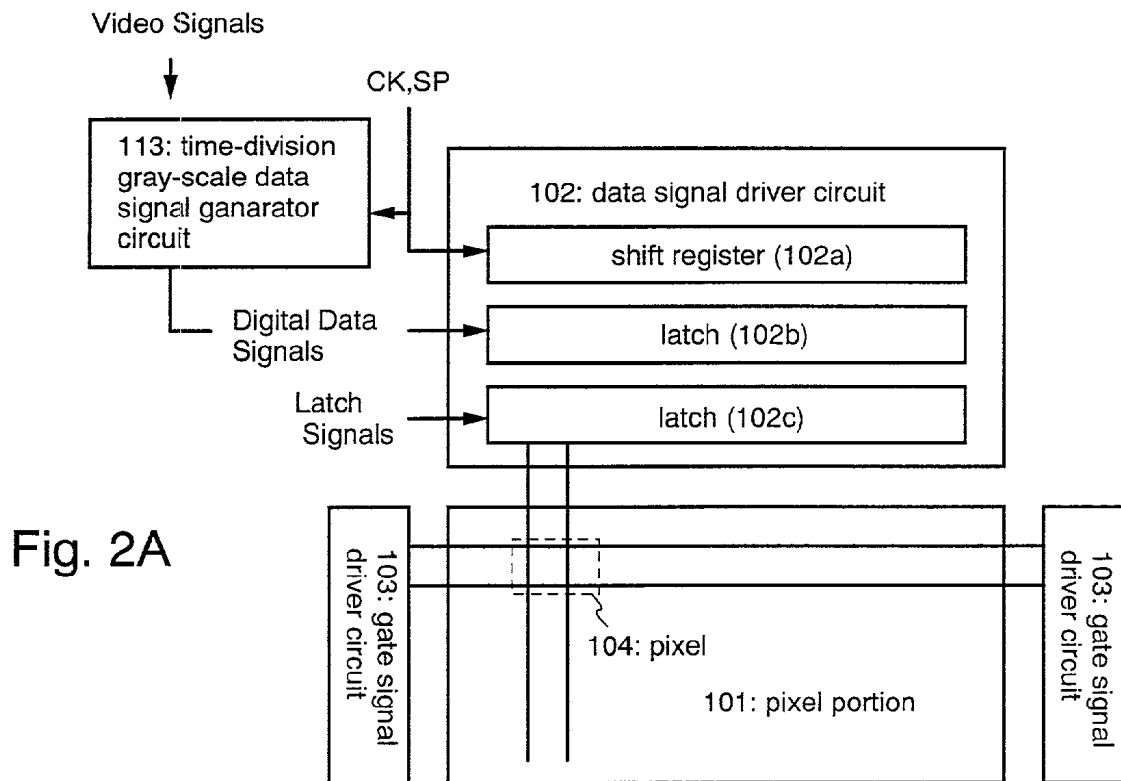 Video Signals
CK,SP
113: time-division
gray-scale data
signal ganarator
circuit
102: data signal driver circuit
shift register (102a)
Digital Data
Signals
latch (102b)
Latch
Signals
latch (102c)
Fig. 2A
103: gate signal
driver circuit
104: pixel
101: pixel portion
103: gate signal
driver circuit